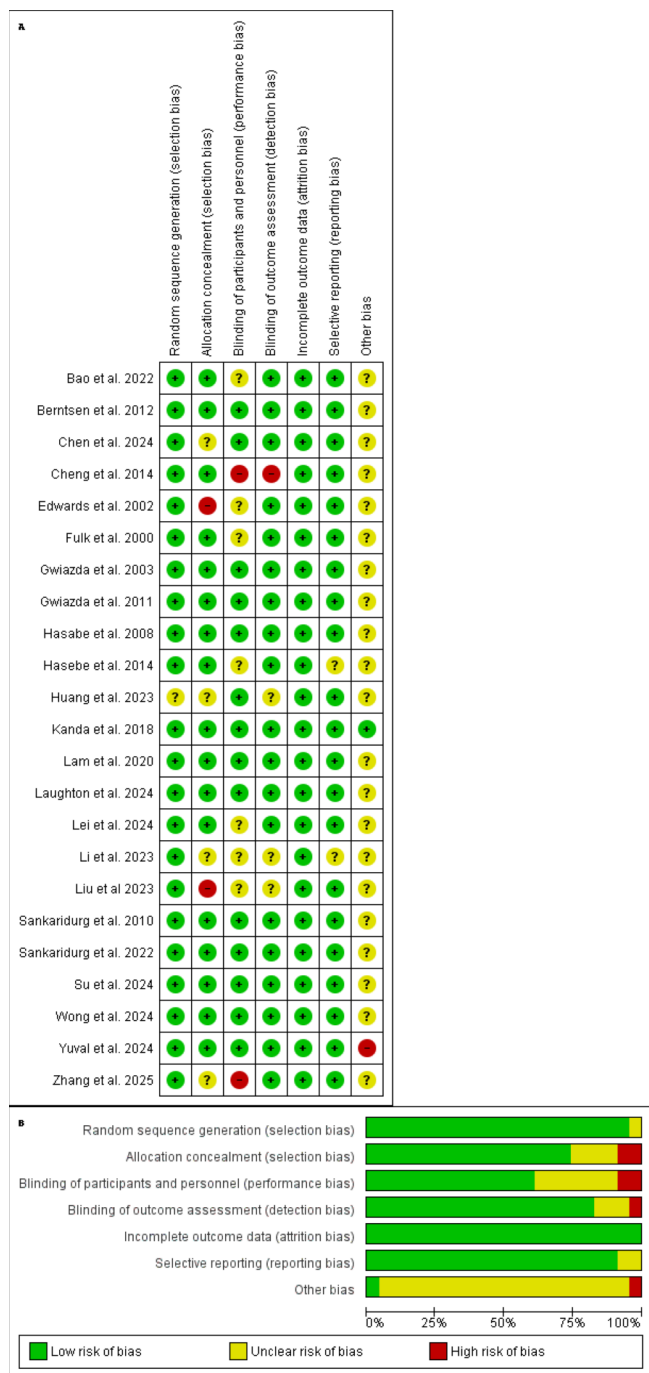 A
Random sequence generation (selection bias)
Allocation concealment (selection bias)
Blinding of participants and personnel (performance bias)
Blinding of outcome assessment (detection bias)
Incomplete outcome data (attrition bias)
Selective reporting (reporting bias)
Other bias
Bao et al. 2022 + + ? + + + ?
Berntsen et al. 2012 + + + + + + ?
Chen et al. 2024 + ? + + + + ?
Cheng et al. 2014 + + - - + + ?
Edwards et al. 2002 + - ? + + + ?
Fulk et al. 2000 + + ? + + + ?
Gwiazda et al. 2003 + + + + + + ?
Gwiazda et al. 2011 + + + + + + ?
Hasabe et al. 2008 + + + + + + ?
Hasebe et al. 2014 + + ? + + ? ?
Huang et al. 2023 ? ? + ? + + ?
Kanda et al. 2018 + + + + + + +
Lam et al. 2020 + + + + + + ?
Laughton et al. 2024 + + + + + + ?
Lei et al. 2024 + + ? + + + ?
Li et al. 2023 + ? ? ? + ? ?
Liu et al 2023 + - ? ? + + ?
Sankaridurg et al. 2010 + + + + + + ?
Sankaridurg et al. 2022 + + + + + + ?
Su et al. 2024 + + + + + + ?
Wong et al. 2024 + + + + + + ?
Yuval et al. 2024 + + + + + + -
Zhang et al. 2025 + ? - + + + ?
B
Random sequence generation (selection bias)
Allocation concealment (selection bias)
Blinding of participants and personnel (performance bias)
Blinding of outcome assessment (detection bias)
Incomplete outcome data (attrition bias)
Selective reporting (reporting bias)
Other bias
0% 25% 50% 75% 100%
Low risk of bias Unclear risk of bias High risk of bias